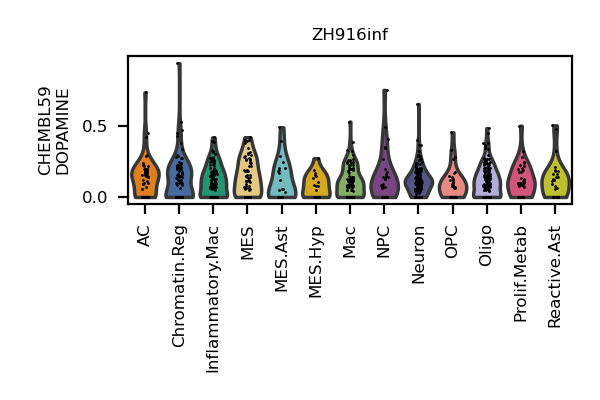 ZH916inf
CHEMBL59
DOPAMINE
0.5
0.0
AC
Chromatin.Reg
Inflammatory.Mac
MES
MES.Ast
MES.Hyp
Mac
NPC
Neuron
OPC
Oligo
Prolif.Metab
Reactive.Ast